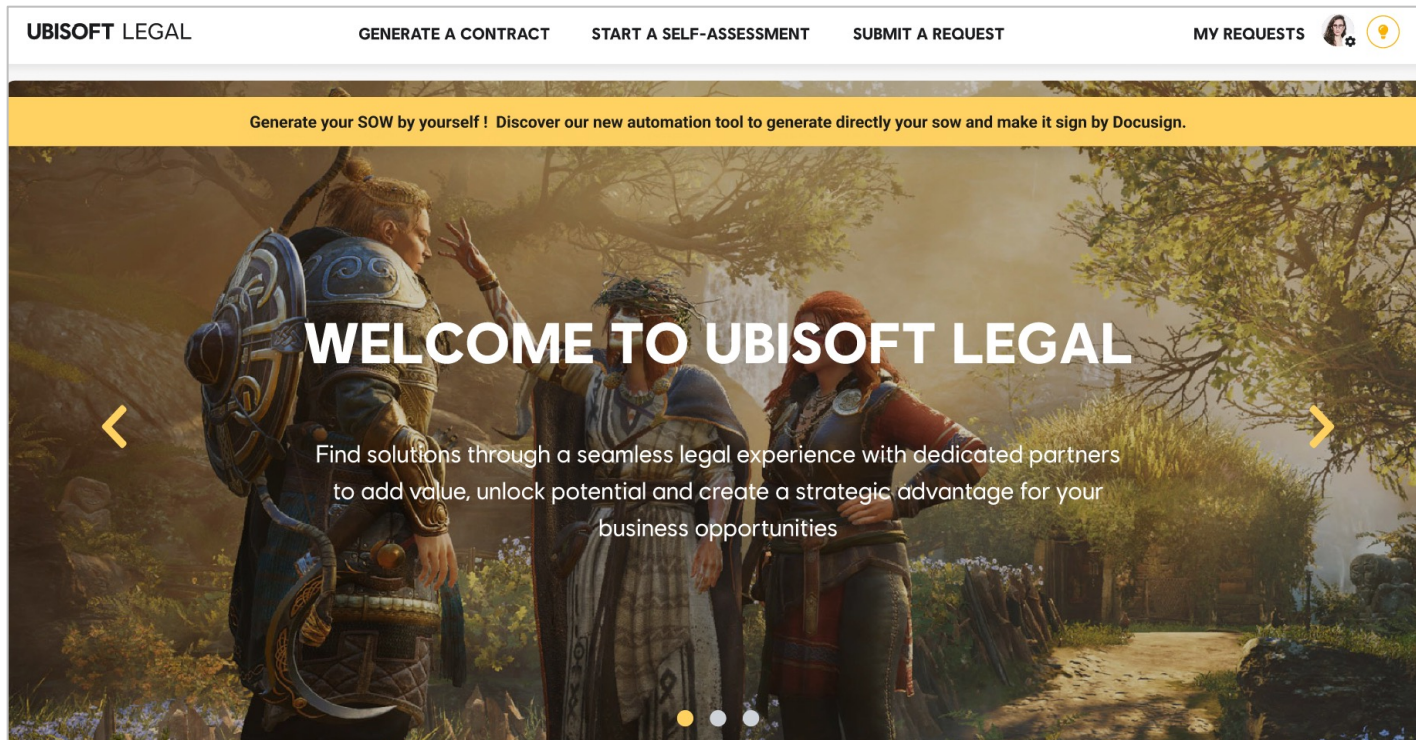 UBISOFT LEGAL
GENERATE A CONTRACT
START A SELF-ASSESSMENT
SUBMIT A REQUEST
MY REQUESTS
Generate your SOW by yourself ! Discover our new automation tool to generate directly your sow and make it sign by Docusign.
WELCOME TO UBISOFT LEGAL
Find solutions through a seamless legal experience with dedicated partners
to add value, unlock potential and create a strategic advantage for your
business opportunities